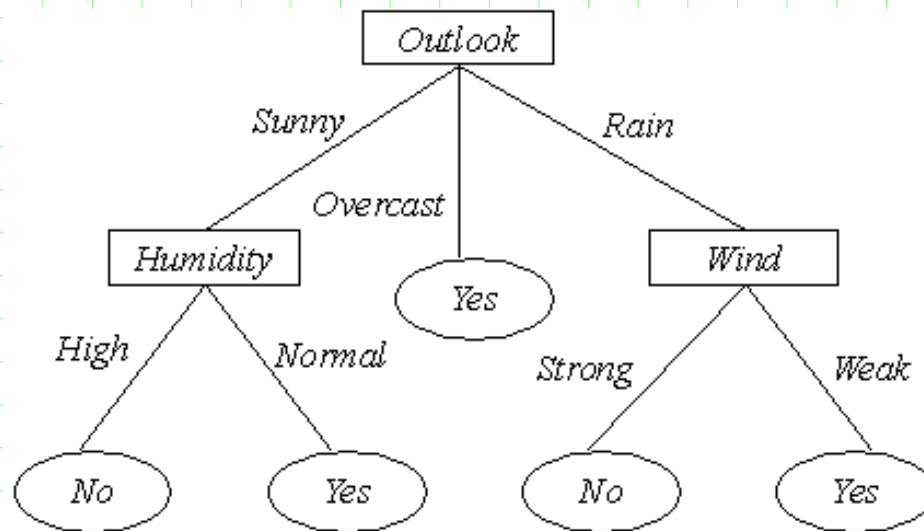 Outlook
Sunny
Rain
Overcast
Humidity
Yes
Wind
High
Normal
Strong
Weak
No
Yes
No
Yes